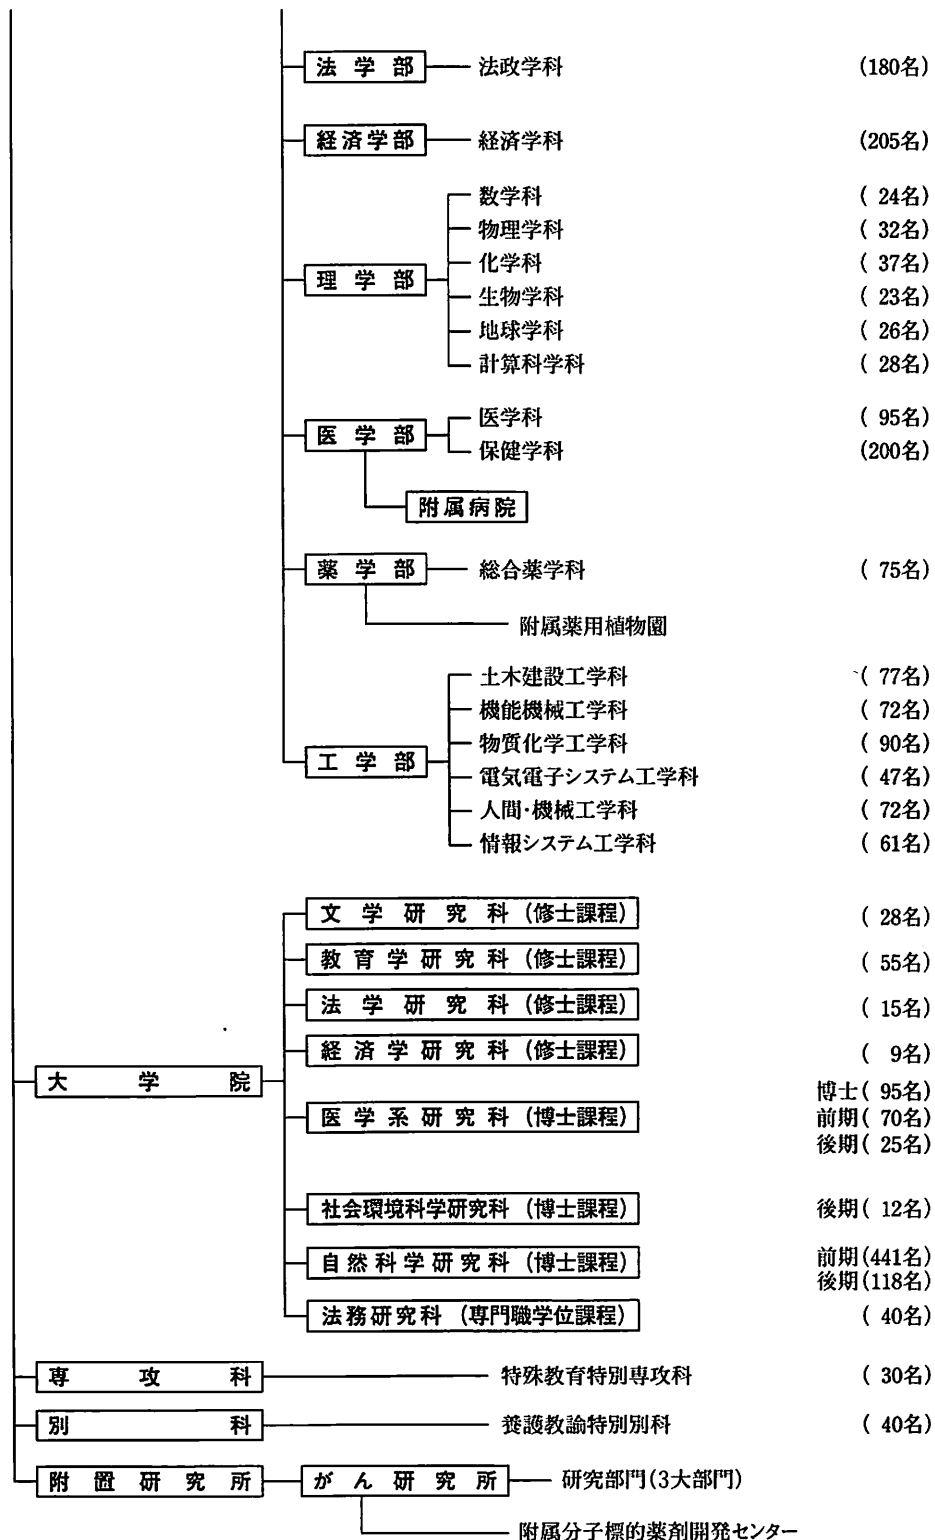 法学部 法政学科 (180名)
経済学部 経済学科 (205名)
数学科 ( 24名)
物理学科 ( 32名)
理学部 化学科 ( 37名)
生物学科 ( 23名)
地球学科 ( 26名)
計算科学科 ( 28名)
医学部 医学科 ( 95名)
保健学科 (200名)
附属病院
薬学部 総合薬学科 ( 75名)
附属薬用植物園
土木建設工学科 ( 77名)
機能機械工学科 ( 72名)
物質化学工学科 ( 90名)
工学部 電気電子システム工学科 ( 47名)
人間・機械工学科 ( 72名)
情報システム工学科 ( 61名)
文学研究科(修士課程) ( 28名)
教育学研究科(修士課程) ( 55名)
法学研究科(修士課程) ( 15名)
経済学研究科(修士課程) ( 9名)
大学院
医学系研究科(博士課程) 博士( 95名)
前期( 70名)
後期( 25名)
社会環境科学研究科(博士課程) 後期( 12名)
自然科学研究科(博士課程) 前期(441名)
後期(118名)
法務研究科(専門職学位課程) ( 40名)
専攻科 特殊教育特別専攻科 ( 30名)
別科 養護教諭特別別科 ( 40名)
附置研究所 がん研究所 研究部門(3大部門)
附属分子標的薬剤開発センター